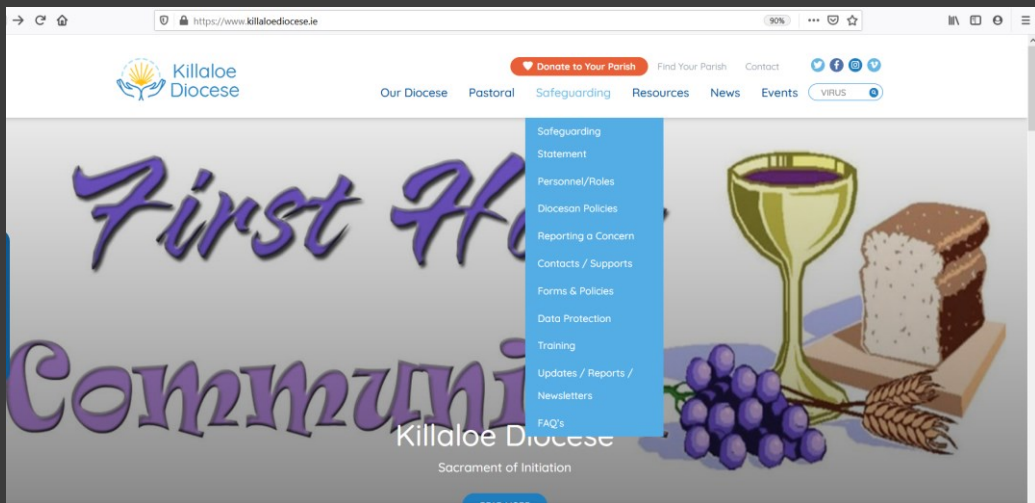 https://www.killaloediocese.ie
90%
Killaloe
Diocese
Donate to Your Parish
Find Your Parish
Contact
Our Diocese
Pastoral
Safeguarding
Resources
News
Events
VIRUS
Safeguarding
Statement
Personnel/Roles
Diocesan Policies
Reporting a Concern
Contacts / Supports
Forms & Policies
Data Protection
Training
Updates / Reports /
Newsletters
FAQ's
First
Killaloe Diocese
Sacrament of Initiation